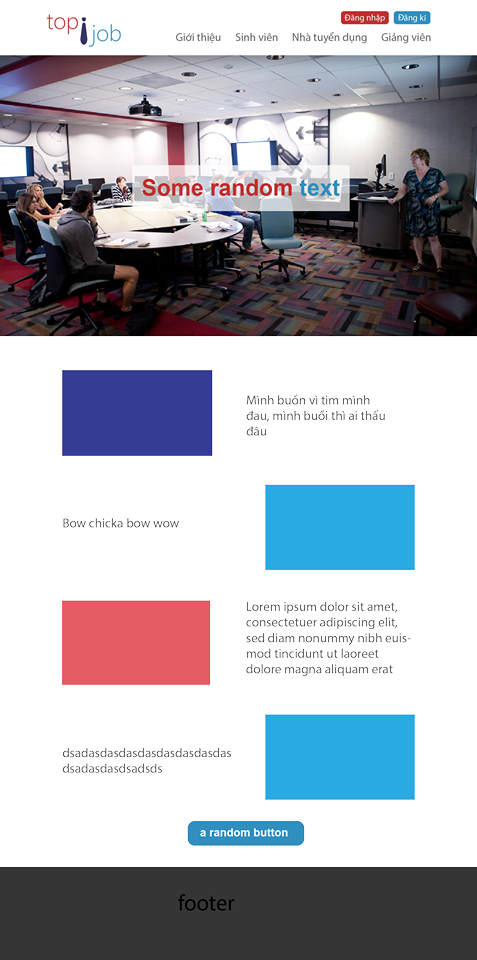 top job
Đăng nhập
Đăng kí
Giới thiệu
Sinh viên
Nhà tuyển dụng
Giảng viên
Some random text
Mình buồn vì tim mình
đau, mình buổi thì ai thấu
đâu
Bow chicka bow wow
Lorem ipsum dolor sit amet,
consectetuer adipiscing elit,
sed diam nonummy nibh euis-
mod tincidunt ut laoreet
dolore magna aliquam erat
dsadasdasdasdasdasdasdasdas
dsadasdasdsadsds
a random button
footer